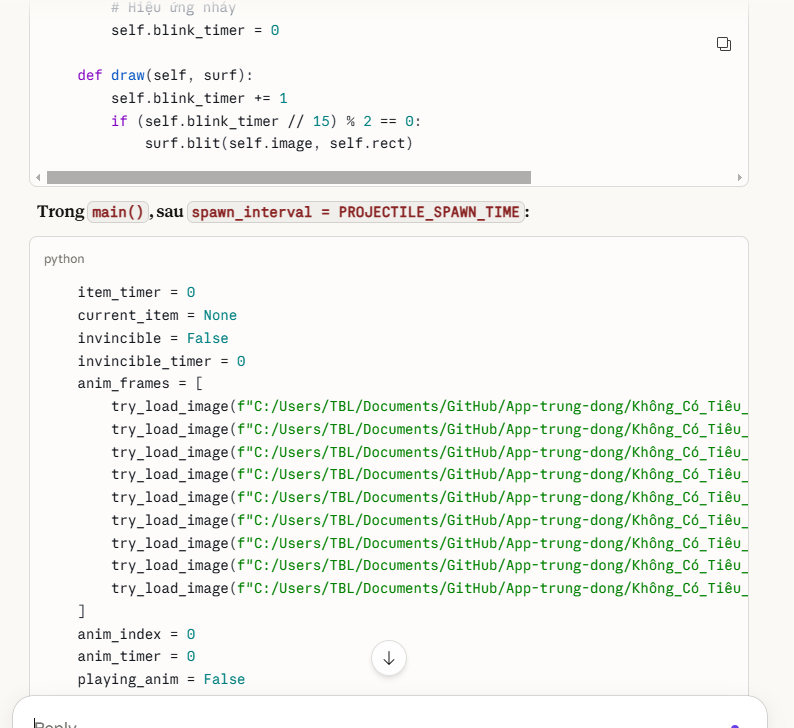 # Hiệu ứng nháy
self.blink_timer = 0
def draw(self, surf):
self.blink_timer += 1
if (self.blink_timer // 15) % 2 == 0:
surf.blit(self.image, self.rect)
Trong main(), sau spawn_interval = PROJECTILE_SPAWN_TIME:
python
item_timer = 0
current_item = None
invincible = False
invincible_timer = 0
anim_frames = [
try_load_image(f"C:/Users/TBL/Documents/GitHub/App-trung-dong/Không_Có_Tiêu_
try_load_image(f"C:/Users/TBL/Documents/GitHub/App-trung-dong/Không_Có_Tiêu_
try_load_image(f"C:/Users/TBL/Documents/GitHub/App-trung-dong/Không_Có_Tiêu_
try_load_image(f"C:/Users/TBL/Documents/GitHub/App-trung-dong/Không_Có_Tiêu_
try_load_image(f"C:/Users/TBL/Documents/GitHub/App-trung-dong/Không_Có_Tiêu_
try_load_image(f"C:/Users/TBL/Documents/GitHub/App-trung-dong/Không_Có_Tiêu_
try_load_image(f"C:/Users/TBL/Documents/GitHub/App-trung-dong/Không_Có_Tiêu_
try_load_image(f"C:/Users/TBL/Documents/GitHub/App-trung-dong/Không_Có_Tiêu_
try_load_image(f"C:/Users/TBL/Documents/GitHub/App-trung-dong/Không_Có_Tiêu_
]
anim_index = 0
anim_timer = 0
playing_anim = False
Reply